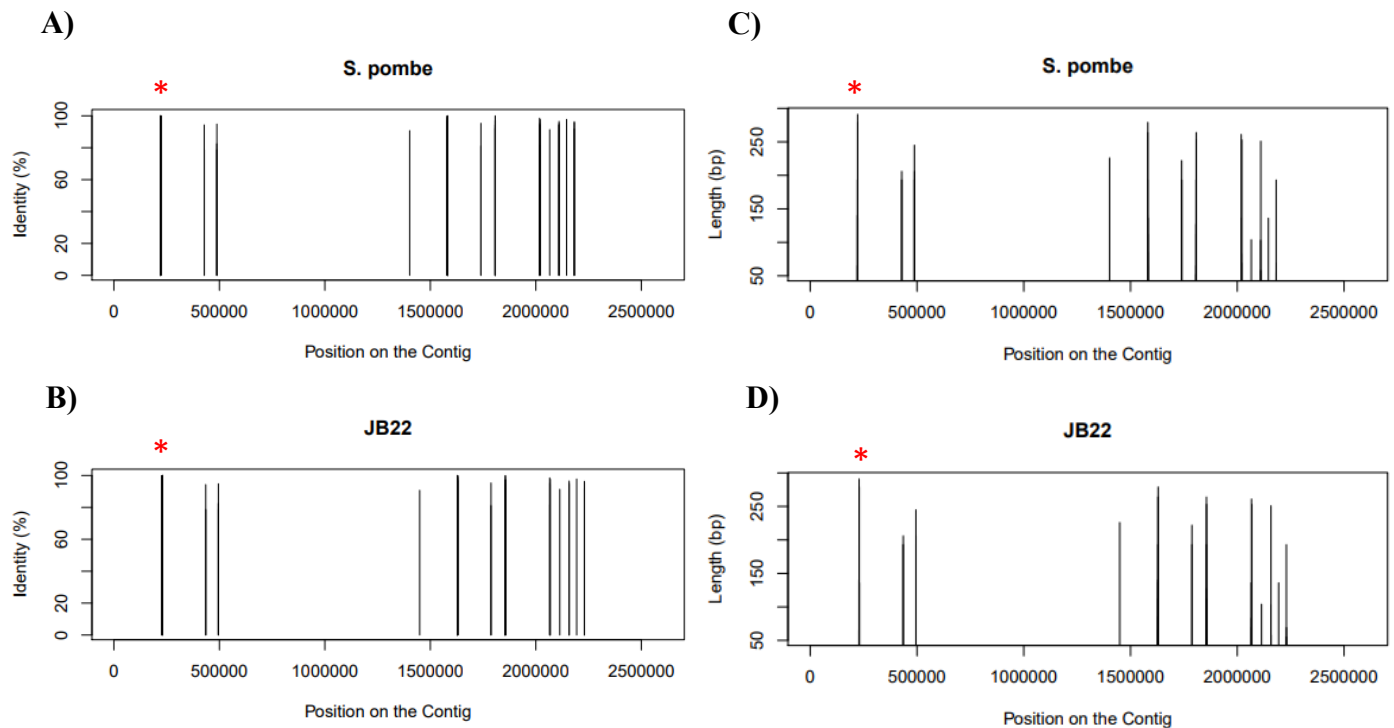 A)
S. pombe
*
Identity (%)
0
20
60
100
0 500000 1000000 1500000 2000000 2500000
Position on the Contig
B)
JB22
*
Identity (%)
0
20
60
100
0 500000 1000000 1500000 2000000 2500000
Position on the Contig
C)
S. pombe
*
Length (bp)
50
150
250
0 500000 1000000 1500000 2000000 2500000
Position on the Contig
D)
JB22
*
Length (bp)
50
150
250
0 500000 1000000 1500000 2000000 2500000
Position on the Contig